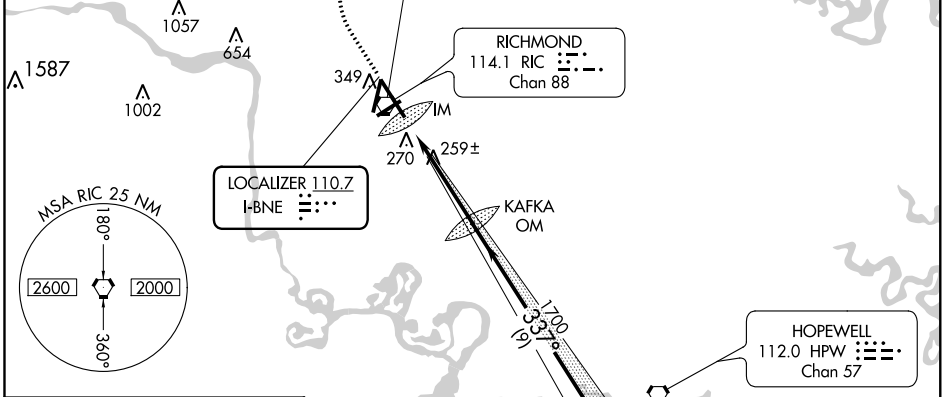 1057
654
1587
1002
349
RICHMOND
114.1 RIC
Chan 88
IM
270
259±
LOCALIZER 110.7
I-BNE
KAFKA
OM
MSA RIC 25 NM
180°
2600
2000
360°
1700
337°
(9)
HOPEWELL
112.0 HPW
Chan 57